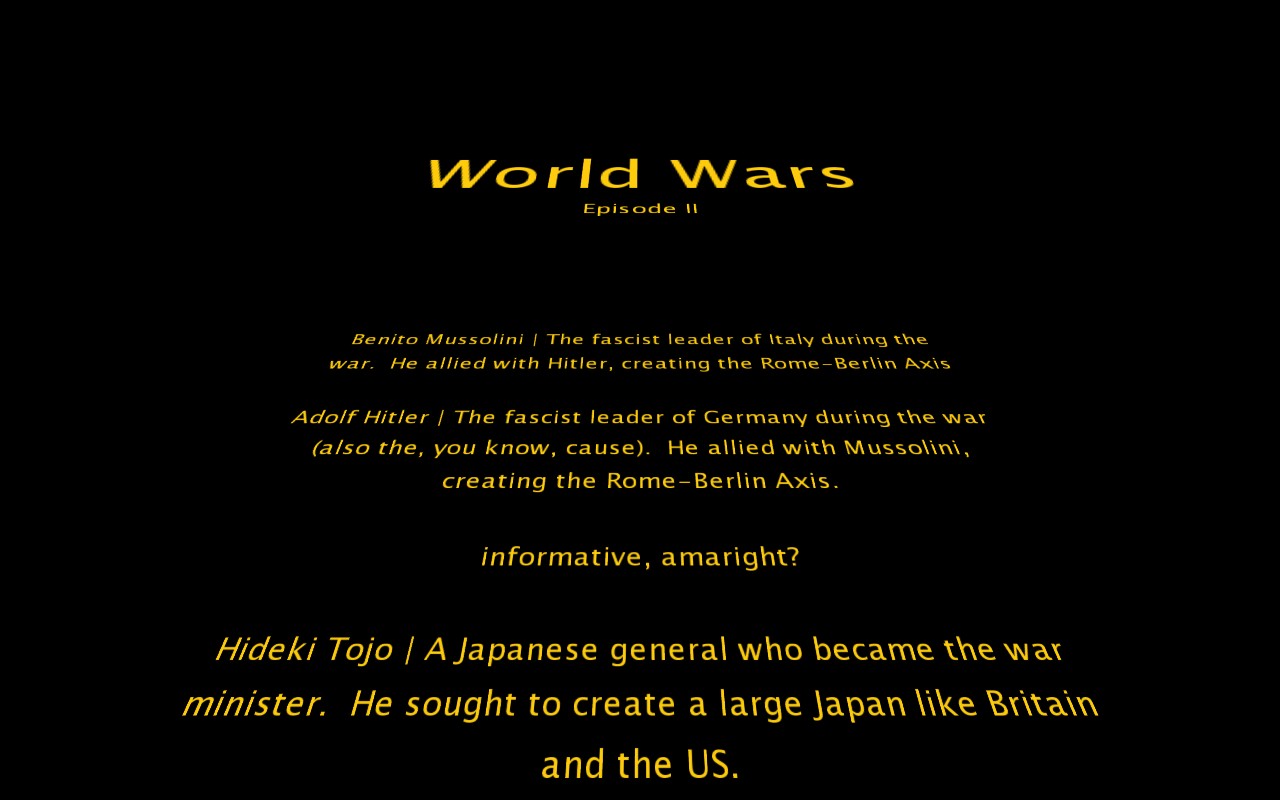 World Wars
Episode II
Benito Mussolini | The fascist leader of Italy during the
war.  He allied with Hitler, creating the Rome-Berlin Axis
Adolf Hitler | The fascist leader of Germany during the war
(also the, you know, cause).  He allied with Mussolini,
creating the Rome-Berlin Axis.
informative, amaright?
Hideki Tojo | A Japanese general who became the war
minister.  He sought to create a large Japan like Britain
and the US.